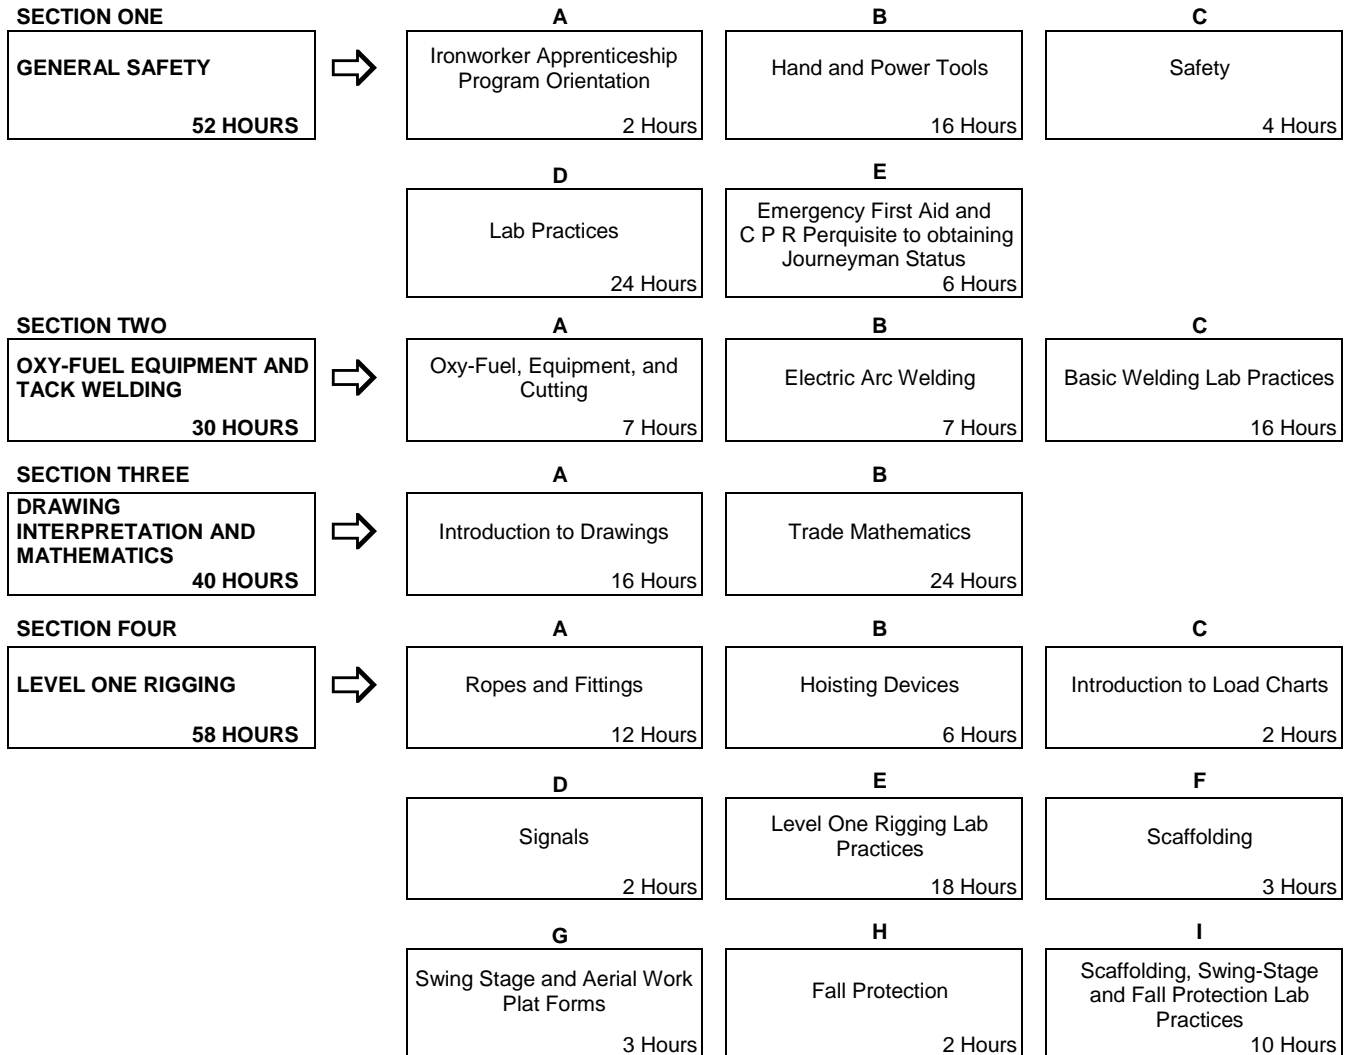 SECTION ONE
A
B
C
GENERAL SAFETY
52 HOURS
Ironworker Apprenticeship
Program Orientation
2 Hours
Hand and Power Tools
16 Hours
Safety
4 Hours
D
E
Lab Practices
24 Hours
Emergency First Aid and
C P R Perquisite to obtaining
Journeyman Status
6 Hours
SECTION TWO
A
B
C
OXY-FUEL EQUIPMENT AND
TACK WELDING
30 HOURS
Oxy-Fuel, Equipment, and
Cutting
7 Hours
Electric Arc Welding
7 Hours
Basic Welding Lab Practices
16 Hours
SECTION THREE
A
B
DRAWING
INTERPRETATION AND
MATHEMATICS
40 HOURS
Introduction to Drawings
16 Hours
Trade Mathematics
24 Hours
SECTION FOUR
A
B
C
LEVEL ONE RIGGING
58 HOURS
Ropes and Fittings
12 Hours
Hoisting Devices
6 Hours
Introduction to Load Charts
2 Hours
D
E
F
Signals
2 Hours
Level One Rigging Lab
Practices
18 Hours
Scaffolding
3 Hours
G
H
I
Swing Stage and Aerial Work
Plat Forms
3 Hours
Fall Protection
2 Hours
Scaffolding, Swing-Stage
and Fall Protection Lab
Practices
10 Hours